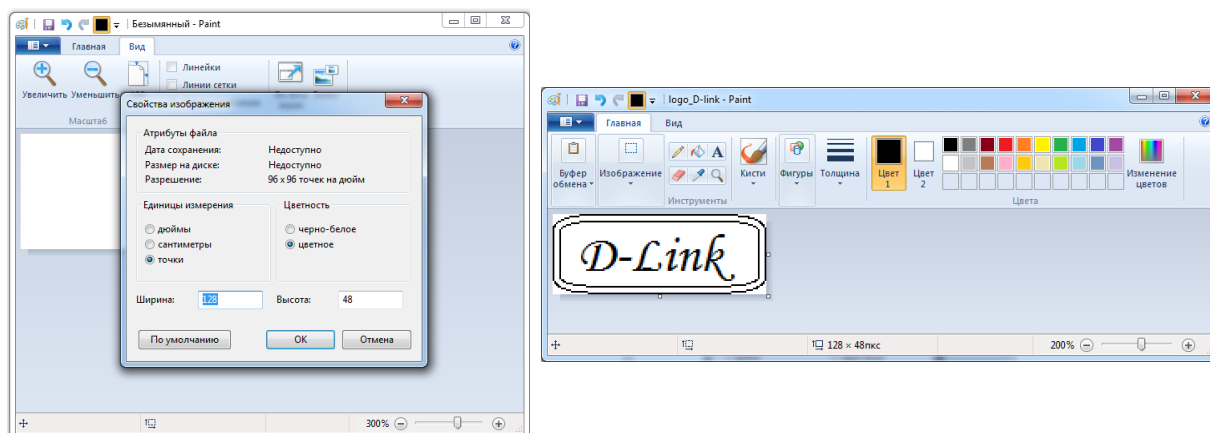 Безымянный - Paint
Главная Вид
Увеличить Уменьшить
Линейки
Линии сетки
Масштаб
Свойства изображения
Атрибуты файла
Дата сохранения: Недоступно
Размер на диске: Недоступно
Разрешение: 96 x 96 точек на дюйм
Единицы измерения Цветность
дюймы черно-белое
сантиметры цветное
точки
Ширина: 128 Высота: 48
По умолчанию OK Отмена
300%
logo_D-link - Paint
Главная Вид
Буфер обмена
Изображение
Инструменты
Кисти
Фигуры
Толщина
Цвет 1
Цвет 2
Изменение цветов
Цвета
D-Link
128 × 48пкс
200%